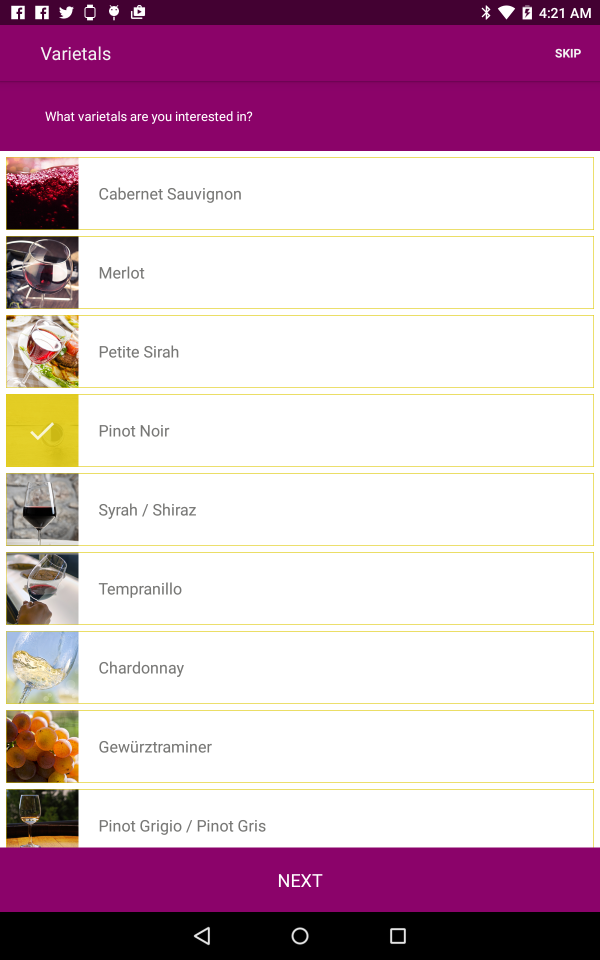 4:21 AM
Varietals
SKIP
What varietals are you interested in?
Cabernet Sauvignon
Merlot
Petite Sirah
Pinot Noir
Syrah / Shiraz
Tempranillo
Chardonnay
Gewürztraminer
Pinot Grigio / Pinot Gris
NEXT